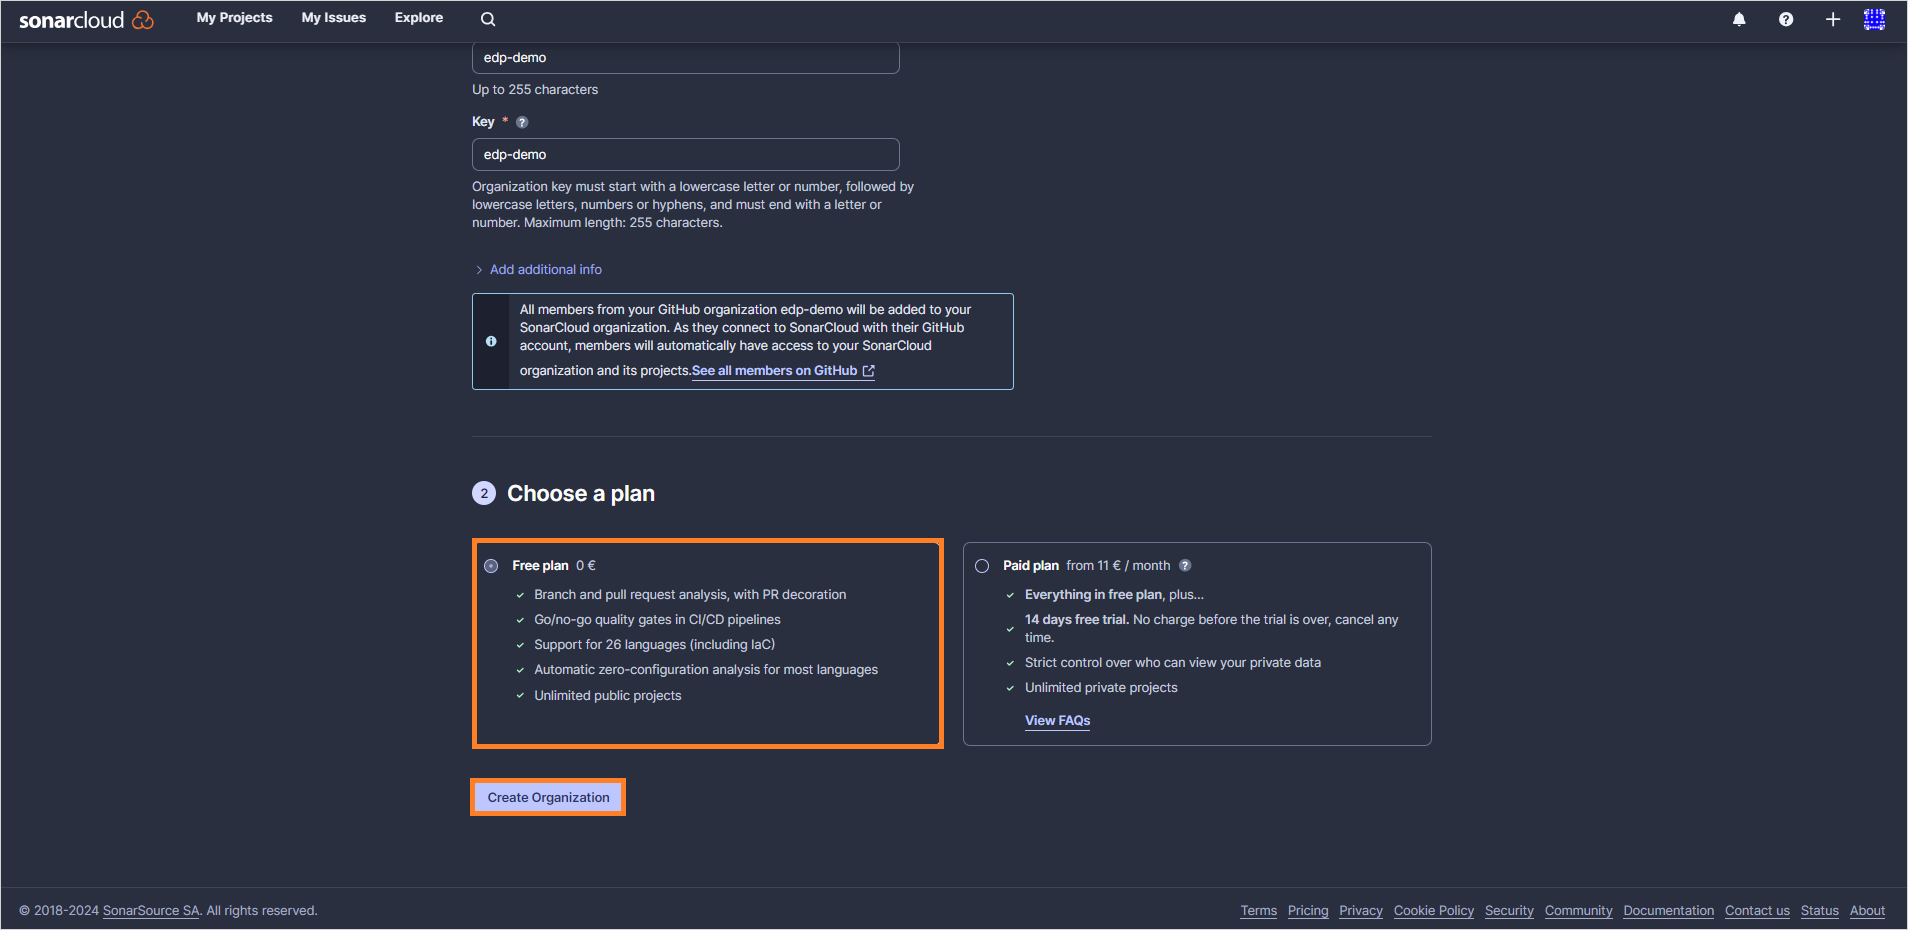 sonarcloud My Projects My Issues Explore
edp-demo
Up to 255 characters
Key * ?
edp-demo
Organization key must start with a lowercase letter or number, followed by
lowercase letters, numbers or hyphens, and must end with a letter or
number. Maximum length: 255 characters.
Add additional info
All members from your GitHub organization edp-demo will be added to your
SonarCloud organization. As they connect to SonarCloud with their GitHub
account, members will automatically have access to your SonarCloud
organization and its projects.See all members on GitHub
2 Choose a plan
Free plan 0 €
Branch and pull request analysis, with PR decoration
Go/no-go quality gates in CI/CD pipelines
Support for 26 languages (including IaC)
Automatic zero-configuration analysis for most languages
Unlimited public projects
Paid plan from 11 € / month ?
Everything in free plan, plus...
14 days free trial. No charge before the trial is over, cancel any
time.
Strict control over who can view your private data
Unlimited private projects
View FAQs
Create Organization
© 2018-2024 SonarSource SA. All rights reserved.
Terms Pricing Privacy Cookie Policy Security Community Documentation Contact us Status About